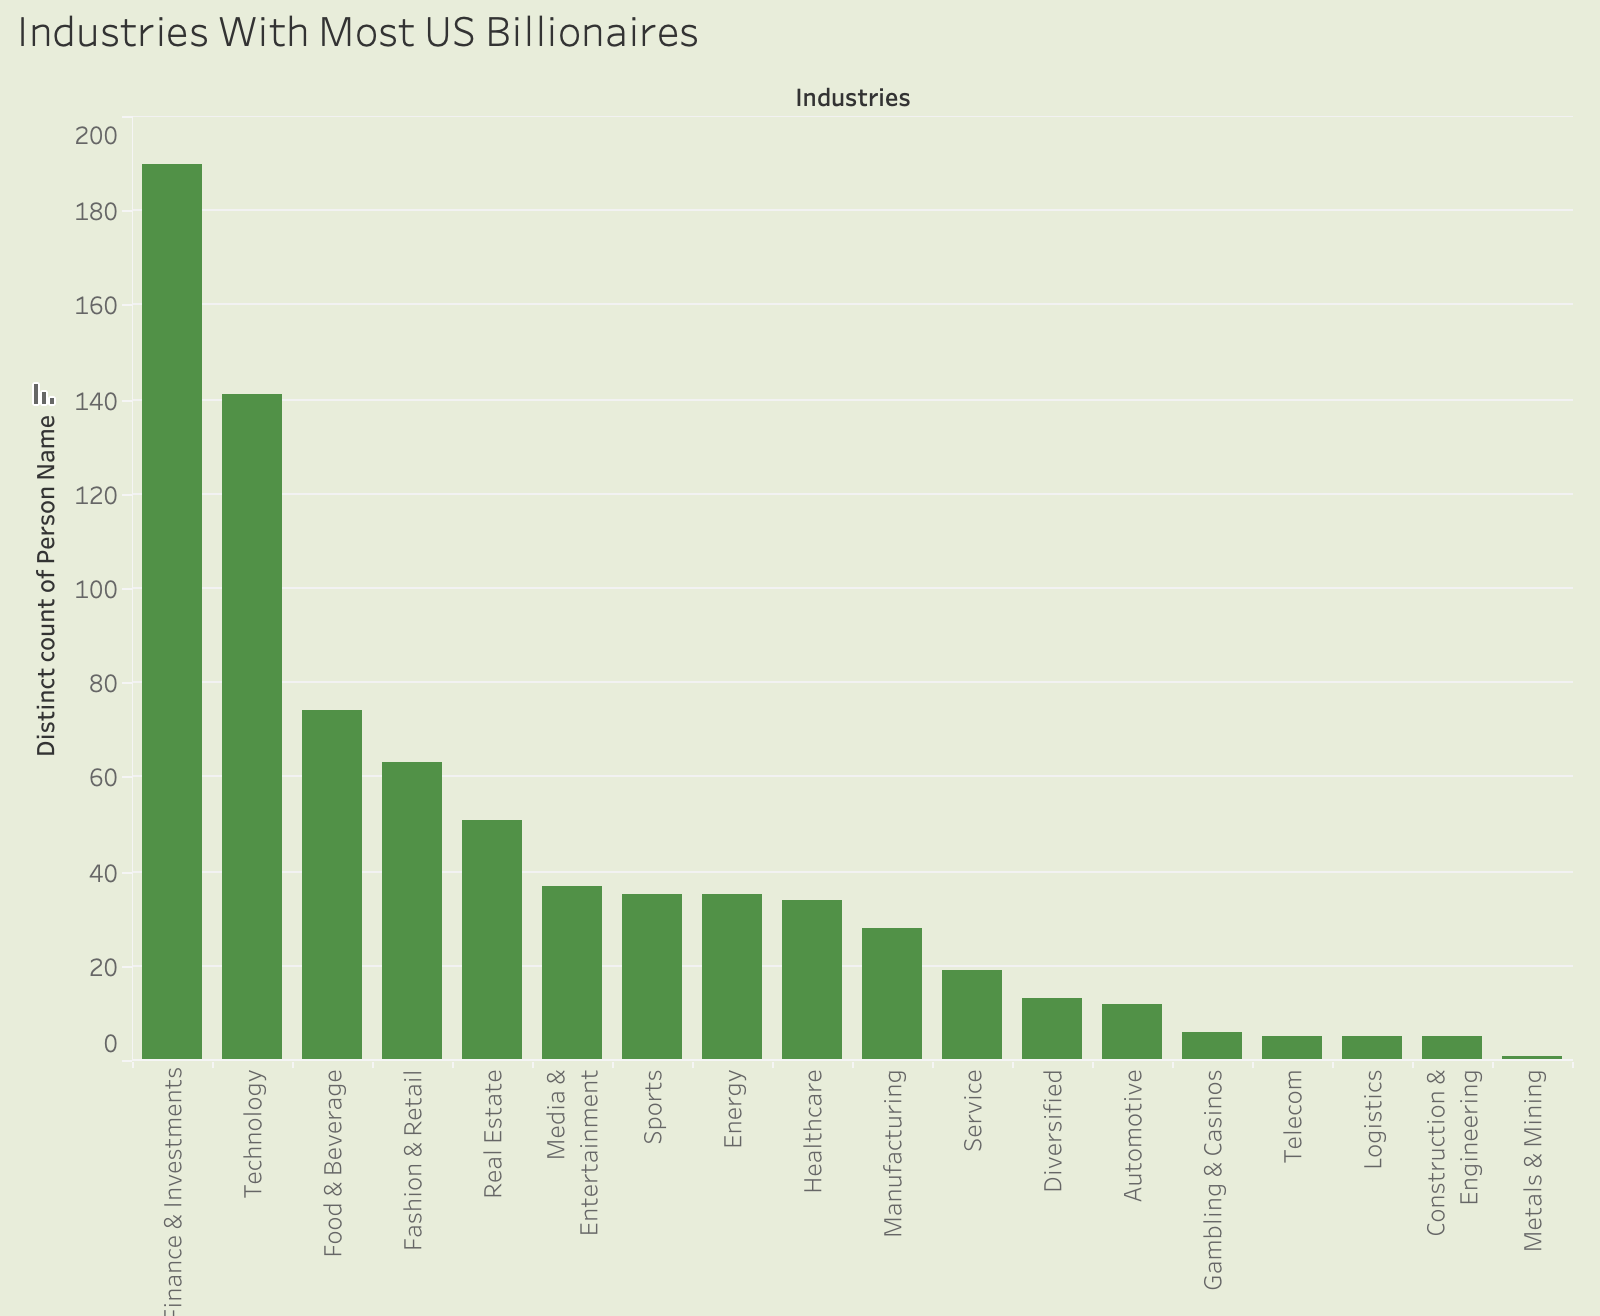 Industries With Most US Billionaires
Industries
200
180
160
140
120
100
80
60
40
20
0
Distinct count of Person Name
Finance & Investments
Technology
Food & Beverage
Fashion & Retail
Real Estate
Media &
Entertainment
Sports
Energy
Healthcare
Manufacturing
Service
Diversified
Automotive
Gambling & Casinos
Telecom
Logistics
Construction &
Engineering
Metals & Mining